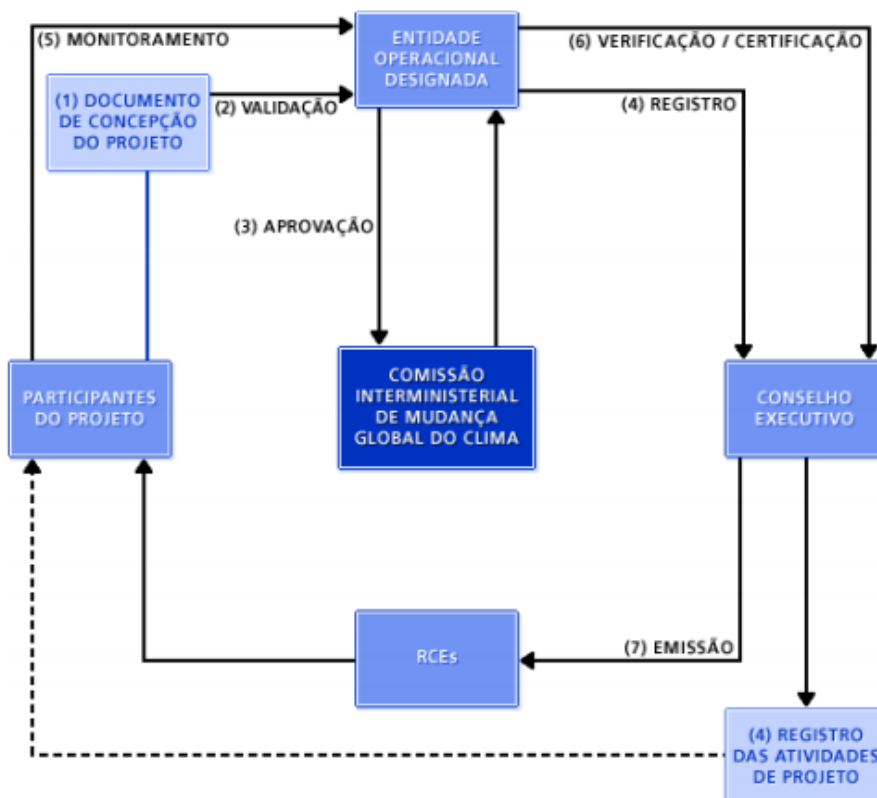 (5) MONITORAMENTO
ENTIDADE
OPERACIONAL
DESIGNADA
(6) VERIFICAÇÃO / CERTIFICAÇÃO
(1) DOCUMENTO
DE CONCEPÇÃO
DO PROJETO
(2) VALIDAÇÃO
(4) REGISTRO
(3) APROVAÇÃO
PARTICIPANTES
DO PROJETO
COMISSÃO
INTERMINISTERIAL
DE MUDANÇA
GLOBAL DO CLIMA
CONSELHO
EXECUTIVO
RCEs
(7) EMISSÃO
(4) REGISTRO
DAS ATIVIDADES
DE PROJETO